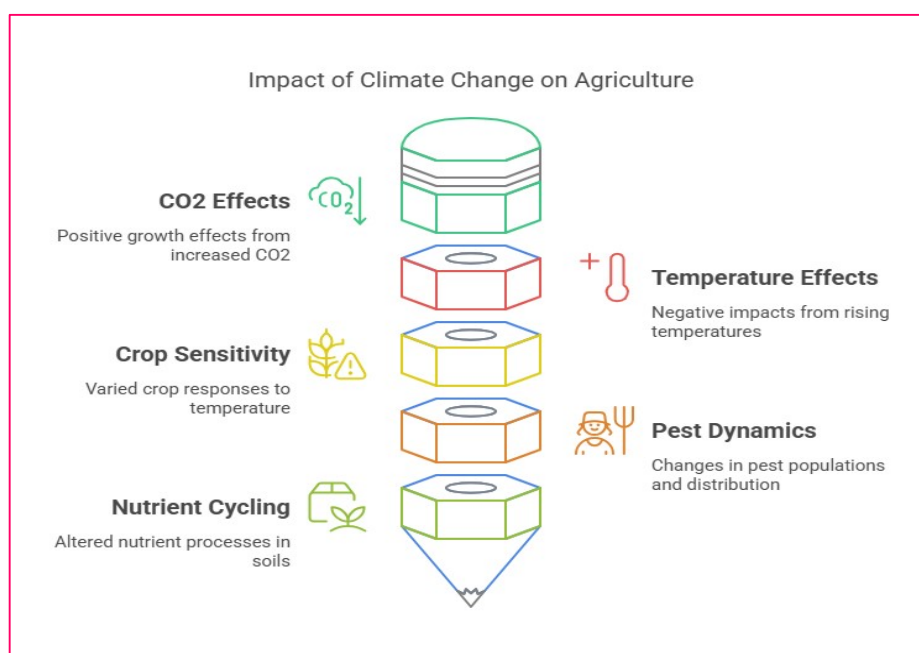 Impact of Climate Change on Agriculture
CO2
CO2 Effects
Positive growth effects from
increased CO2
Temperature Effects
Negative impacts from rising
temperatures
Crop Sensitivity
Varied crop responses to
temperature
Pest Dynamics
Changes in pest populations
and distribution
Nutrient Cycling
Altered nutrient processes in
soils